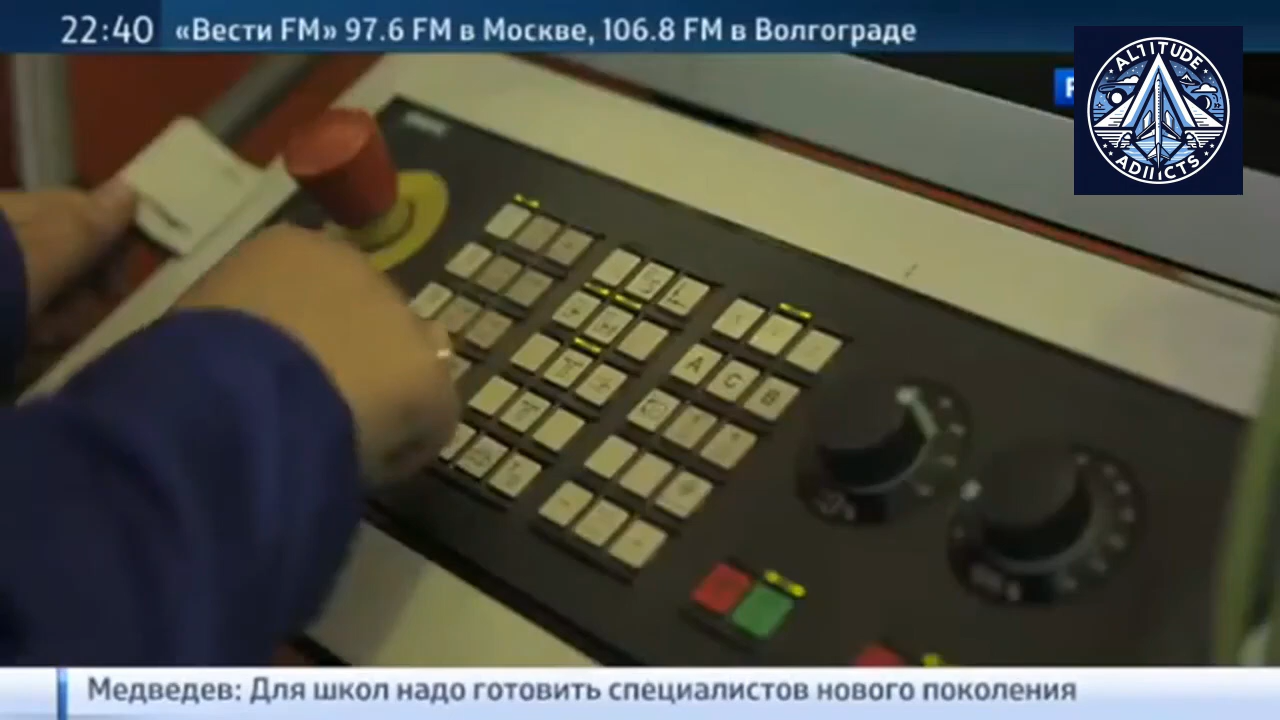 22:40 «Вести FM» 97.6 FM в Москве, 106.8 FM в Волгограде
ALTITUDE
ADIICTS
A C B
Медведев: Для школ надо готовить специалистов нового поколения